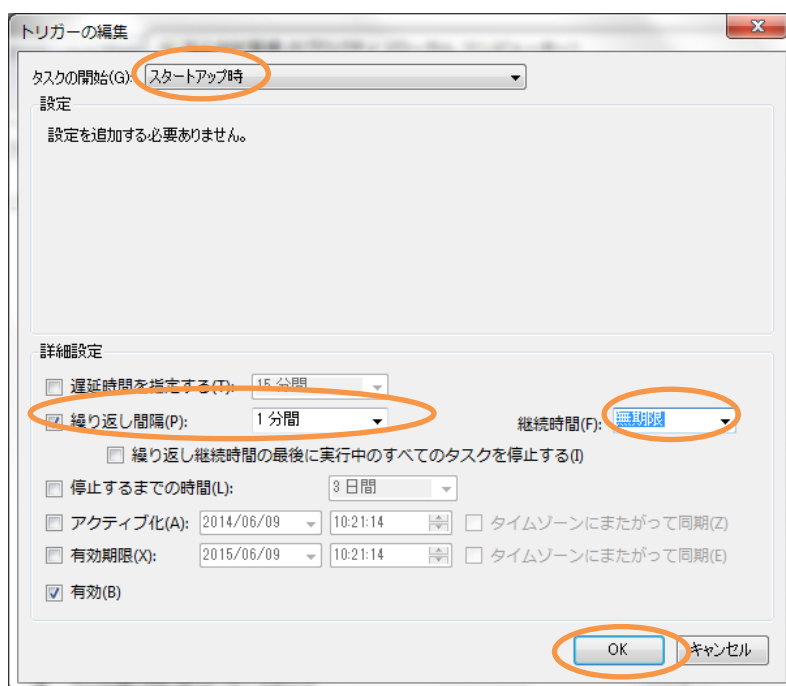 トリガーの編集
タスクの開始(G): スタートアップ時
設定
設定を追加する必要ありません。
詳細設定
遅延時間を指定する(T): 15 分間
繰り返し間隔(P): 1 分間 継続時間(F): 無期限
繰り返し継続時間の最後に実行中のすべてのタスクを停止する(I)
停止するまでの時間(L): 3 日間
アクティブ化(A): 2014/06/09 10:21:14 タイムゾーンにまたがって同期(Z)
有効期限(X): 2015/06/09 10:21:14 タイムゾーンにまたがって同期(E)
有効(B)
OK キャンセル